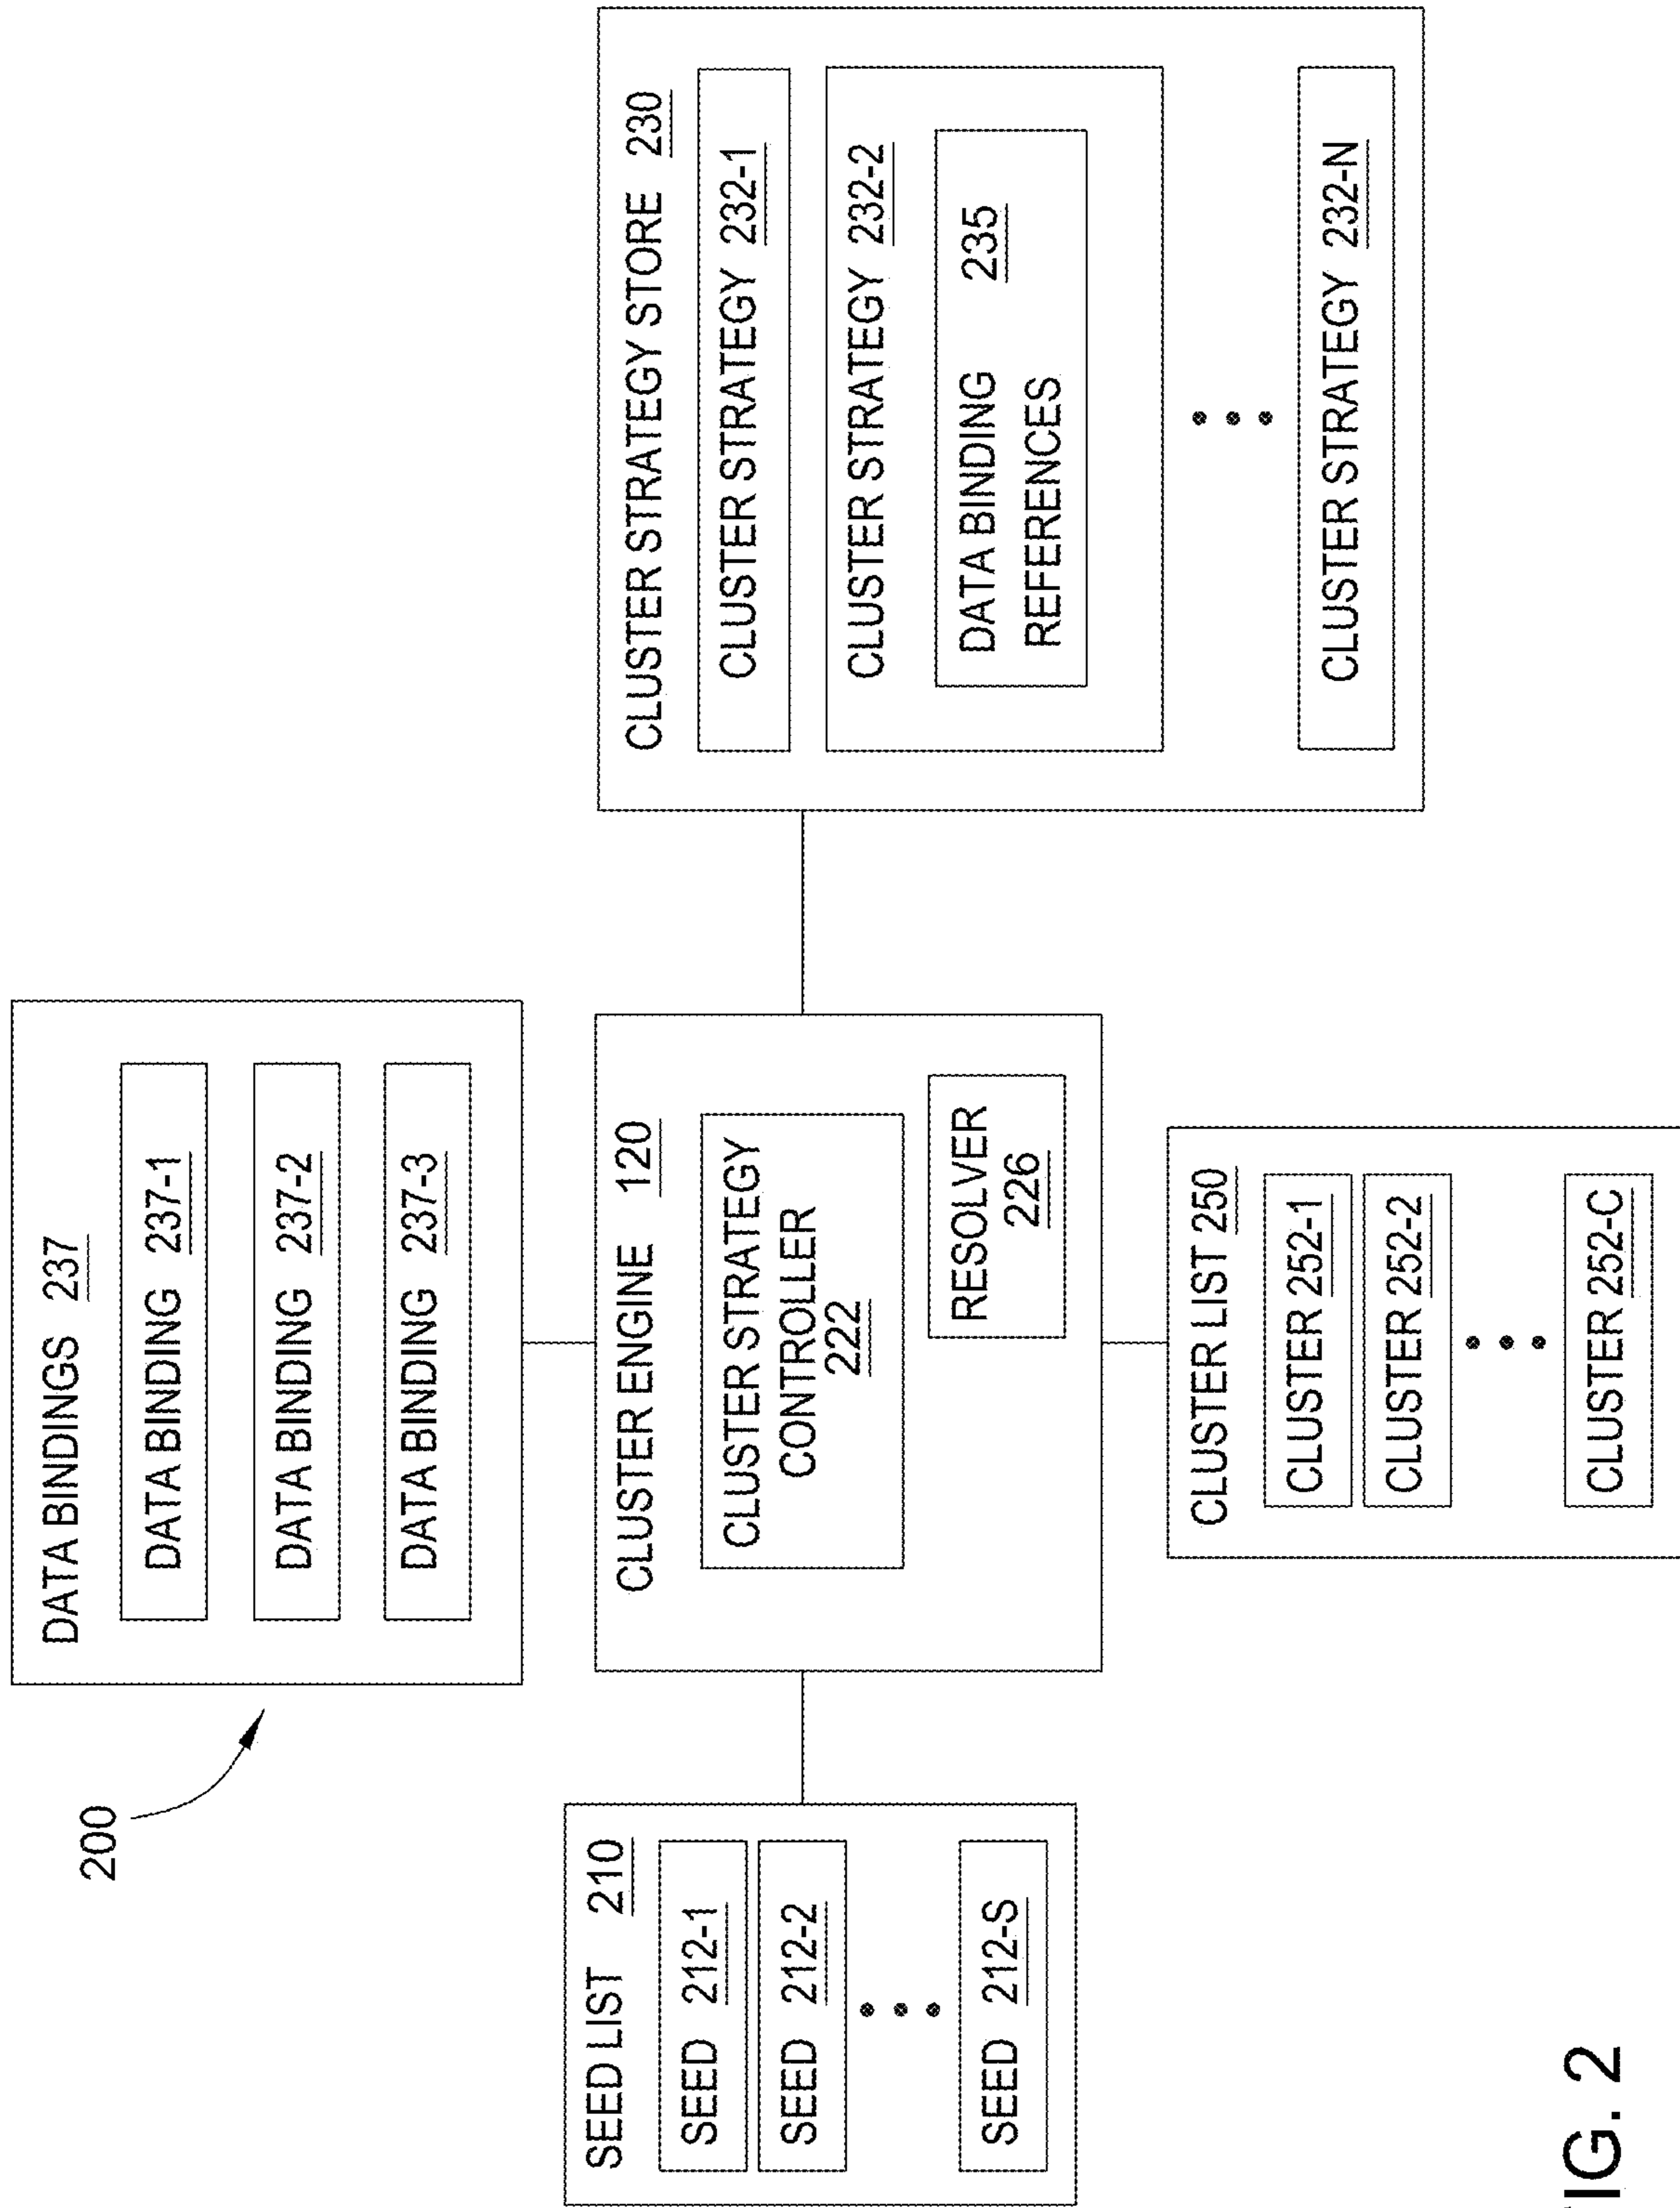 200
DATA BINDINGS 237
DATA BINDING 237-1
DATA BINDING 237-2
DATA BINDING 237-3
SEED LIST 210
SEED 212-1
SEED 212-2
SEED 212-S
CLUSTER ENGINE 120
CLUSTER STRATEGY
CONTROLLER
222
RESOLVER
226
CLUSTER STRATEGY STORE 230
CLUSTER STRATEGY 232-1
CLUSTER STRATEGY 232-2
DATA BINDING 235
REFERENCES
CLUSTER STRATEGY 232-N
CLUSTER LIST 250
CLUSTER 252-1
CLUSTER 252-2
CLUSTER 252-C
IG. 2